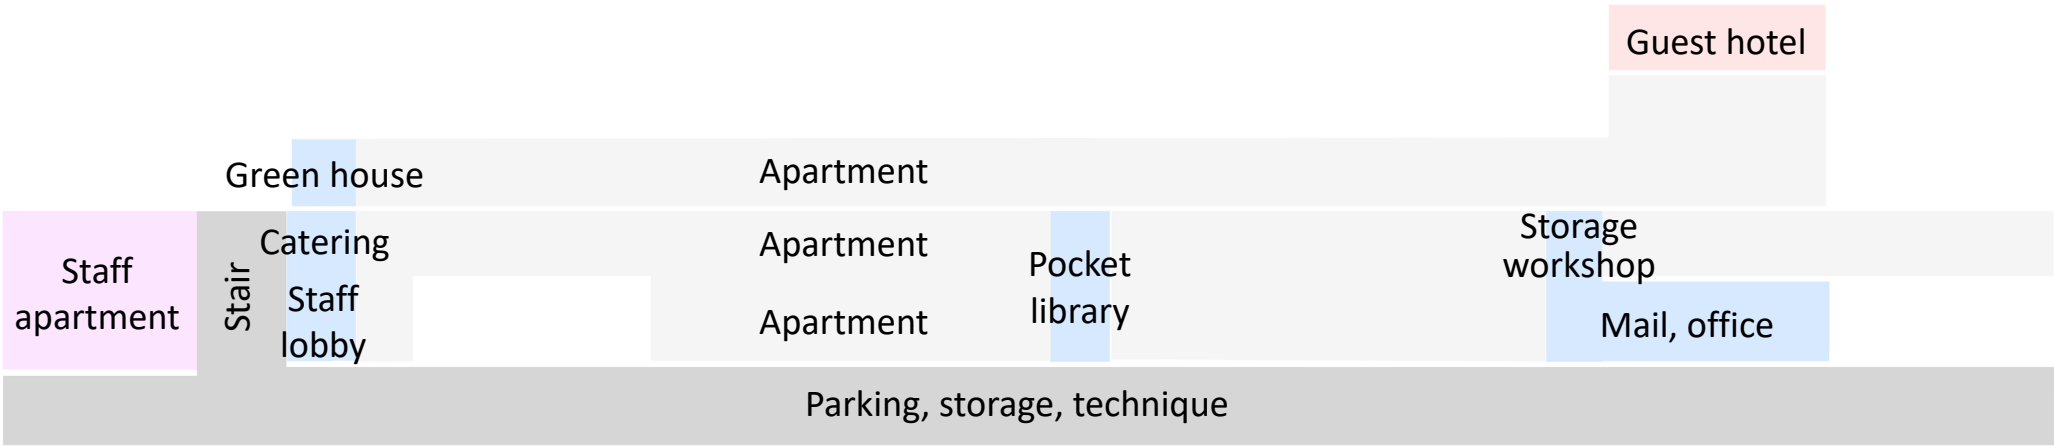 Guest hotel
Green house
Apartment
Staff
apartment
Stair
Catering
Staff
lobby
Apartment
Apartment
Pocket
library
Storage
workshop
Mail, office
Parking, storage, technique